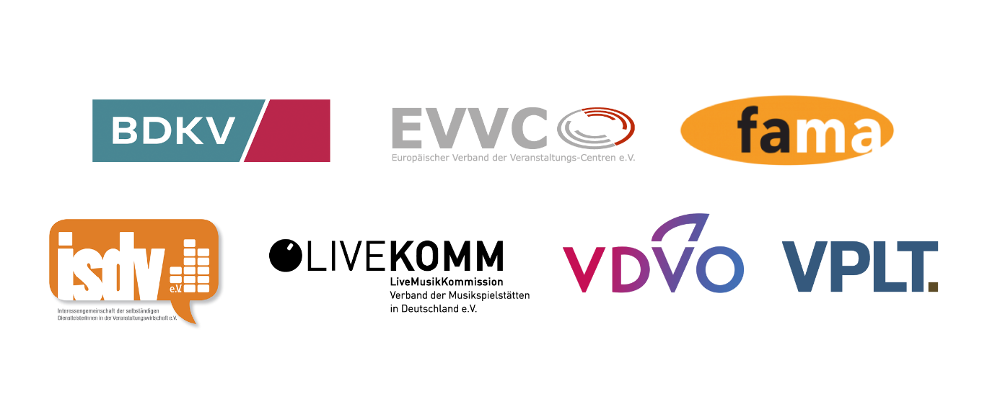 BDKV
EVVC
Europäischer Verband der Veranstaltungs-Centren e.V.
fama
isdv
e.V.
Interessengemeinschaft der selbständigen
DienstleisterInnen in der Veranstaltungswirtschaft e.V.
LIVEKOMM
LiveMusikKommission
Verband der Musikspielstätten
in Deutschland e.V.
VDVO
VPLT.